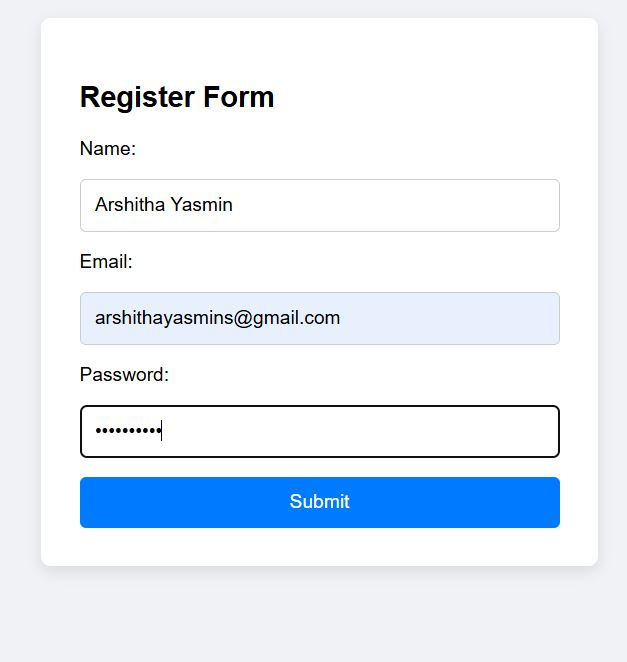 Register Form
Name:
Arshitha Yasmin
Email:
arshithayasmins@gmail.com
Password:
••••••••••
Submit